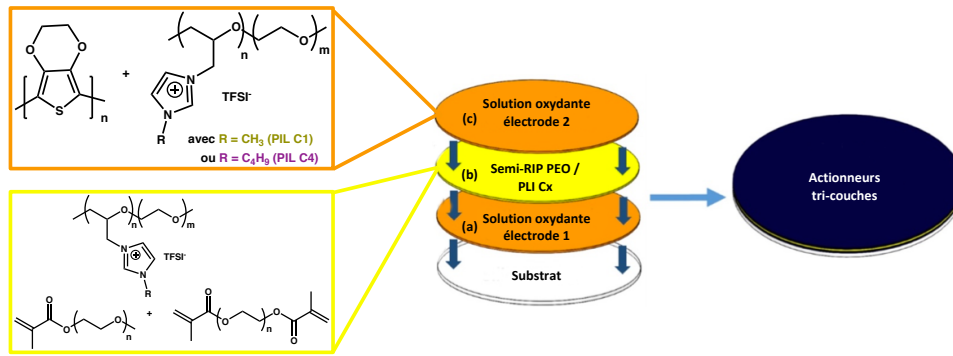 O O
S
n
+
O
O
n
m
N
+
N
R
TFSI-
avec R = CH3 (PIL C1)
ou R = C4H9 (PIL C4)
O
O
n
m
N
+
N
R
TFSI-
O
O
O
n
+
O
O
O
n
O
O
(c) Solution oxydante
électrode 2
(b) Semi-RIP PEO /
PLI Cx
(a) Solution oxydante
électrode 1
Substrat
Actionneurs
tri-couches